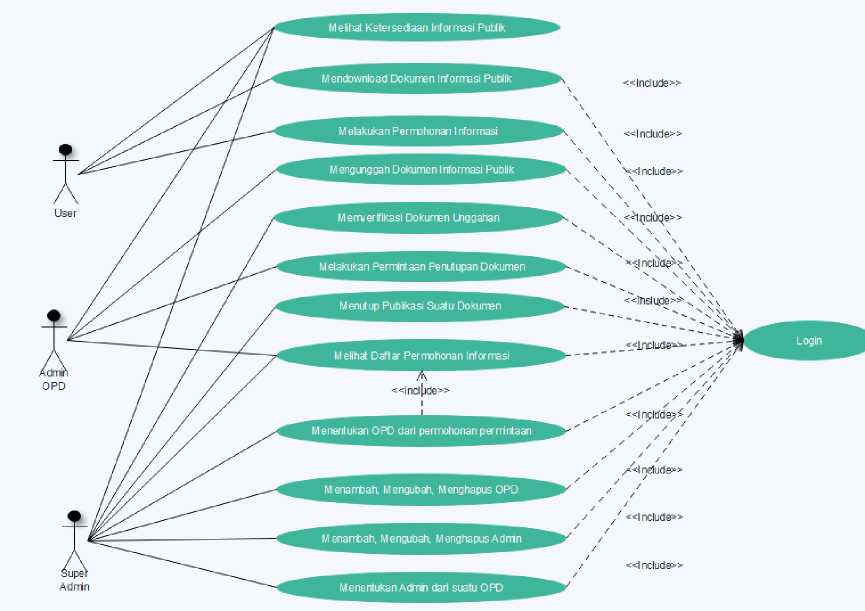 Melihat Ketersediaan Informasi Publik
Mendownload Dokumen Informasi Publik
<<Include>>
Melakukan Permohonan Informasi
<<Include>>
Mengunggah Dokumen Informasi Publik
<<Include>>
User
Memverifikasi Dokumen Unggahan
<<Include>>
Melakukan Permintaan Penutupan Dokumen
<<Include>>
Menutup Publikasi Suatu Dokumen
<<Include>>
Login
Admin
OPD
Melihat Daftar Permohonan Informasi
<<Include>>
<<Include>>
Menentukan OPD dari permohonan permintaan
<<Include>>
Menambah, Mengubah, Menghapus OPD
<<Include>>
Menambah, Mengubah, Menghapus Admin
<<Include>>
Super
Admin
Menentukan Admin dari suatu OPD
<<Include>>